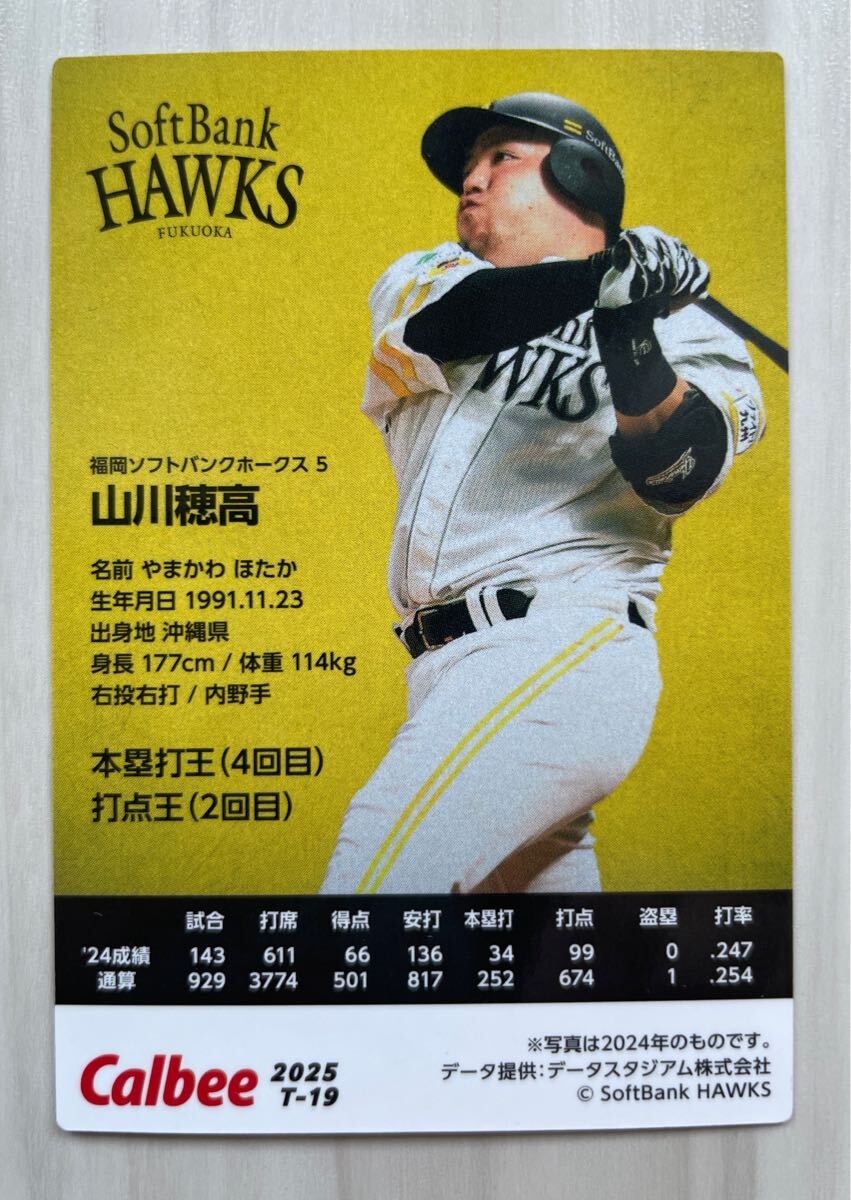 SoftBank
HAWKS
FUKUOKA
SoftBank
WKS
福岡ソフトバンクホークス 5
山川穂高
名前 やまかわ ほたか
生年月日 1991.11.23
出身地 沖縄県
身長 177cm / 体重 114kg
右投右打 / 内野手
本塁打王(4回目)
打点王(2回目)
試合 打席 得点 安打 本塁打 打点 盗塁 打率
'24成績 143 611 66 136 34 99 0 .247
通算 929 3774 501 817 252 674 1 .254
※写真は2024年のものです。
データ提供:データスタジアム株式会社
© SoftBank HAWKS
Calbee 2025
T-19